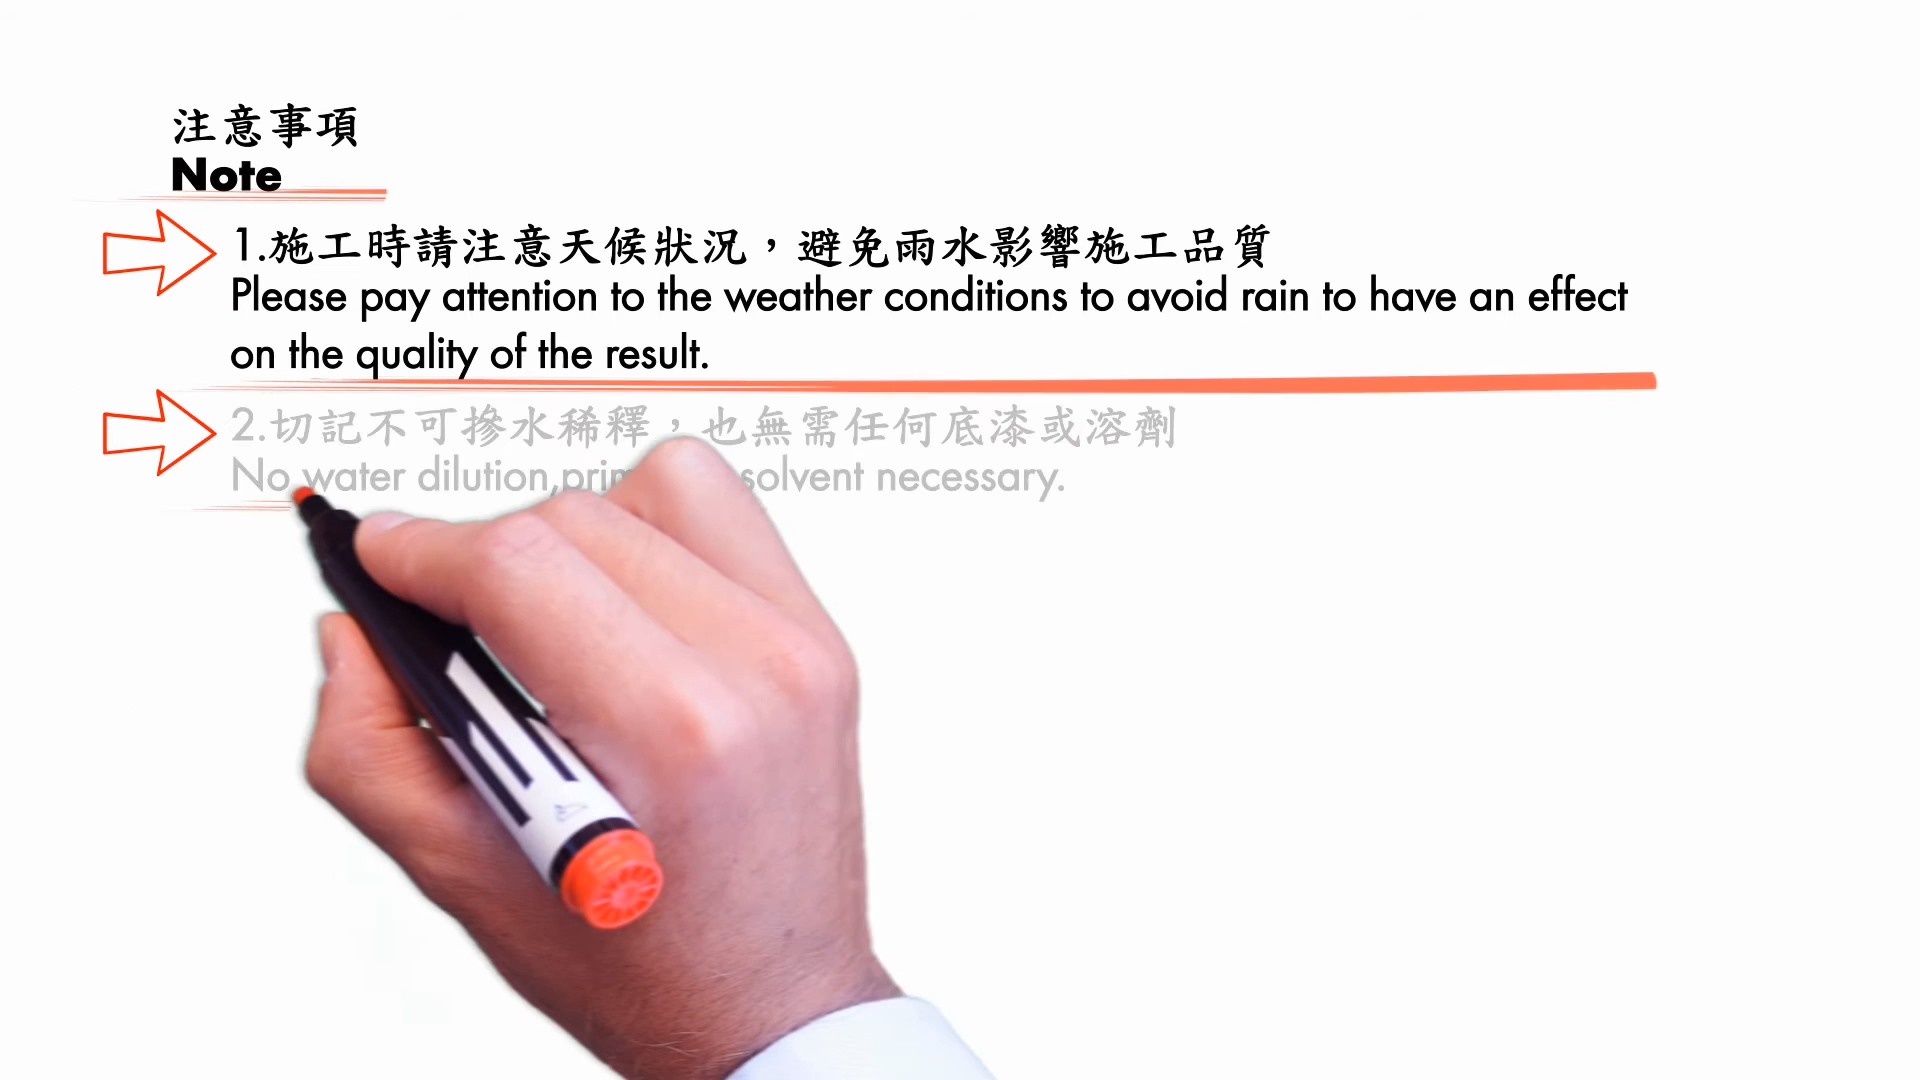 注意事項
Note
1.施工時請注意天候狀況，避免雨水影響施工品質
Please pay attention to the weather conditions to avoid rain to have an effect
on the quality of the result.
2.切記不可摻水稀釋，也無需任何底漆或溶劑
No water dilution, solvent necessary.